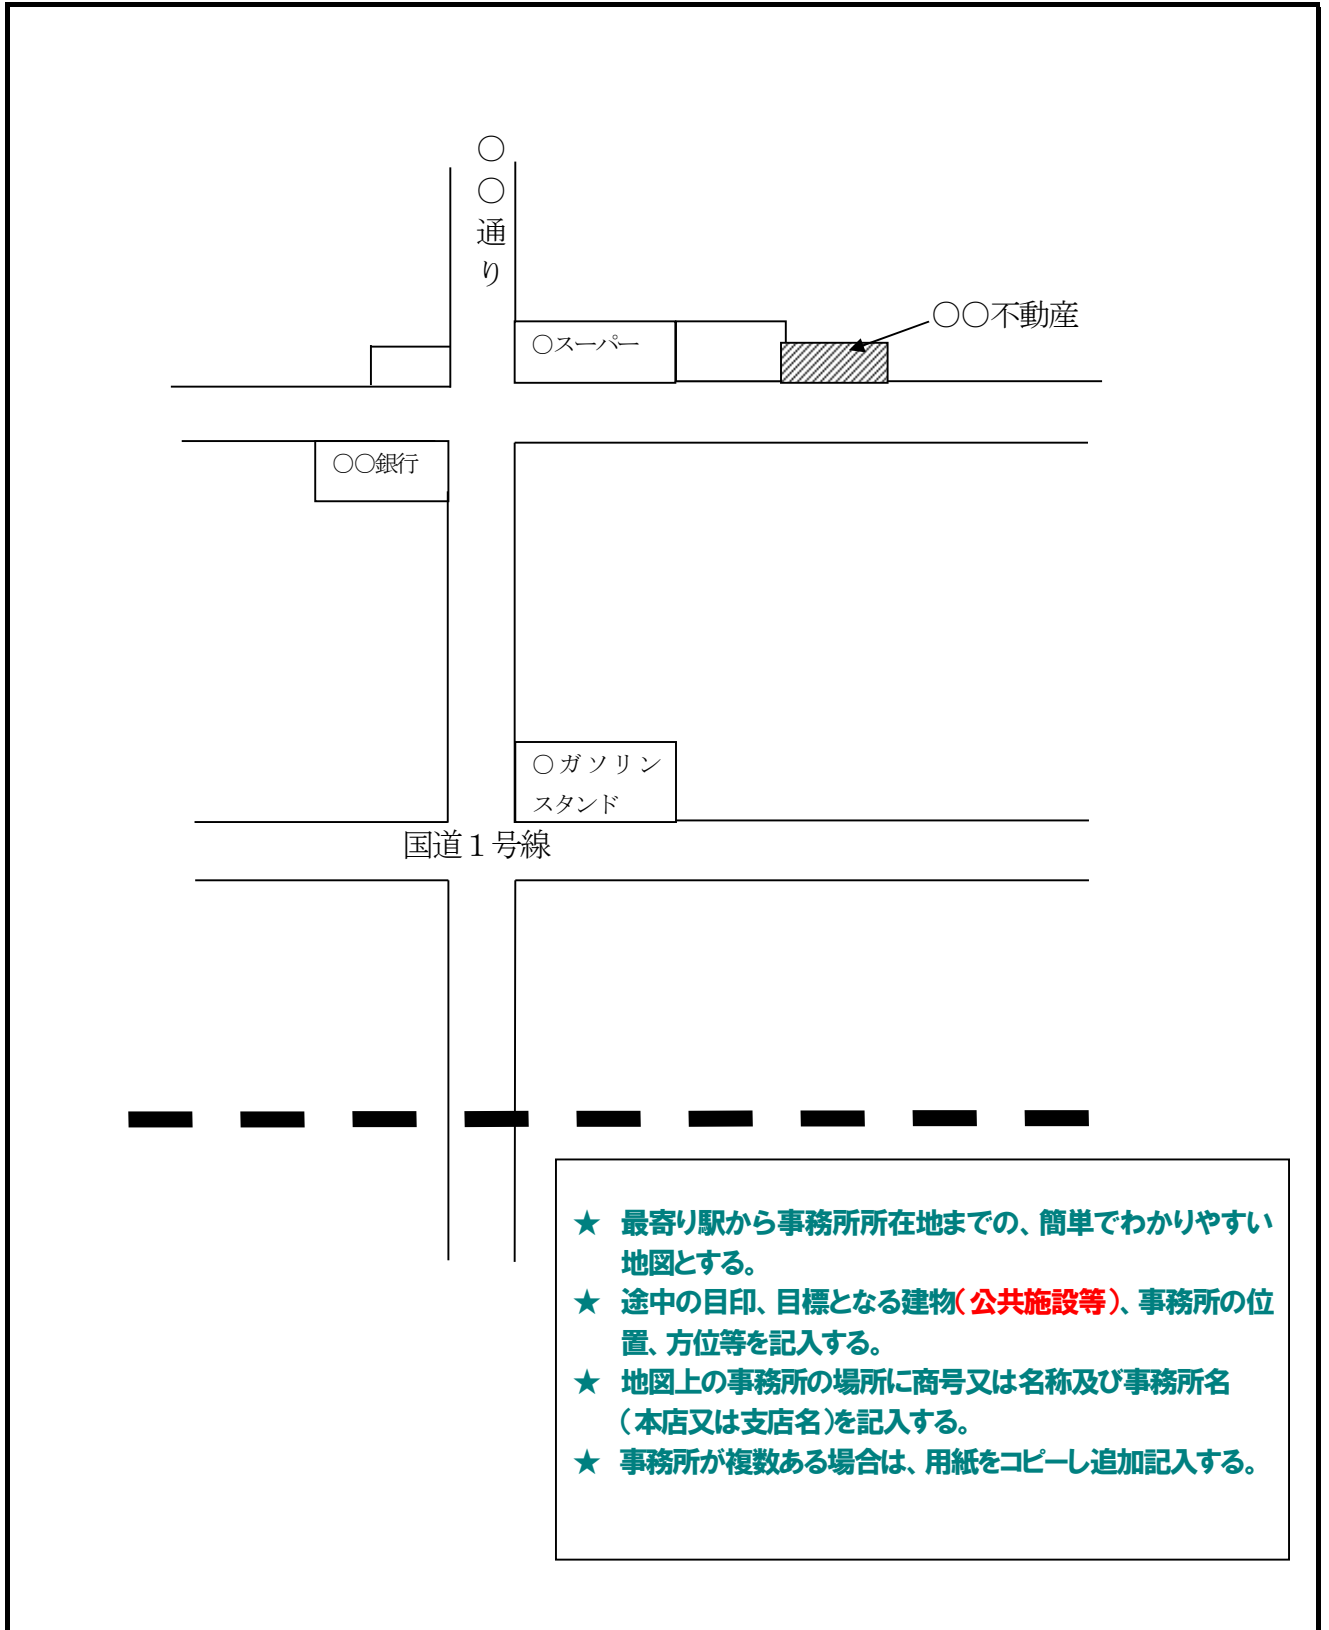 ○○通り
○○不動産
○スーパー
○○銀行
○ガソリン
スタンド
国道１号線
★ 最寄り駅から事務所所在地までの、簡単でわかりやすい
地図とする。
★ 途中の目印、目標となる建物（公共施設等）、事務所の位
置、方位等を記入する。
★ 地図上の事務所の場所に商号又は名称及び事務所名
（本店又は支店名）を記入する。
★ 事務所が複数ある場合は、用紙をコピーし追加記入する。